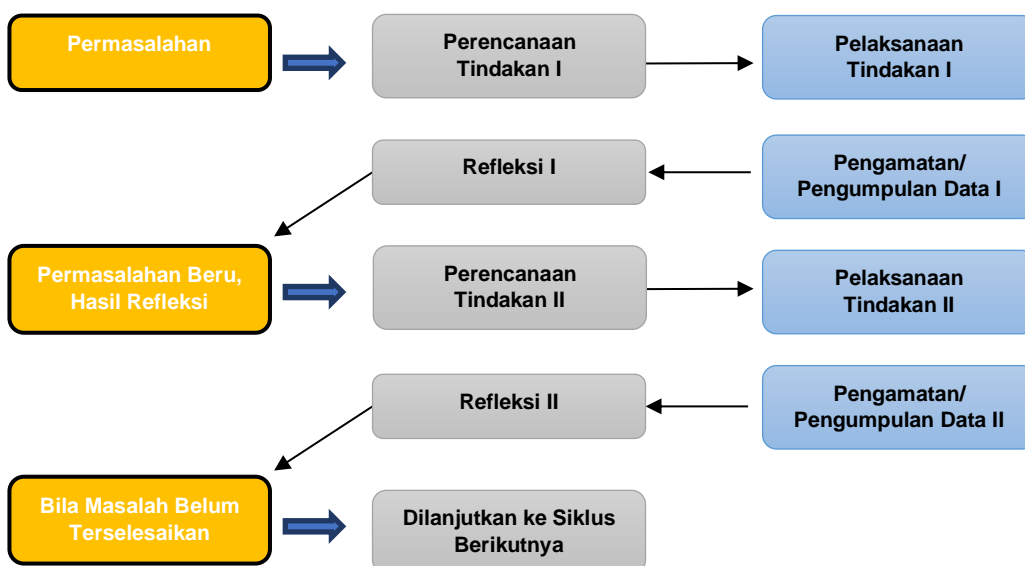 Permasalahan
Perencanaan
Tindakan I
Pelaksanaan
Tindakan I
Refleksi I
Pengamatan/
Pengumpulan Data I
Permasalahan Beru,
Hasil Refleksi
Perencanaan
Tindakan II
Pelaksanaan
Tindakan II
Refleksi II
Pengamatan/
Pengumpulan Data II
Bila Masalah Belum
Terselesaikan
Dilanjutkan ke Siklus
Berikutnya